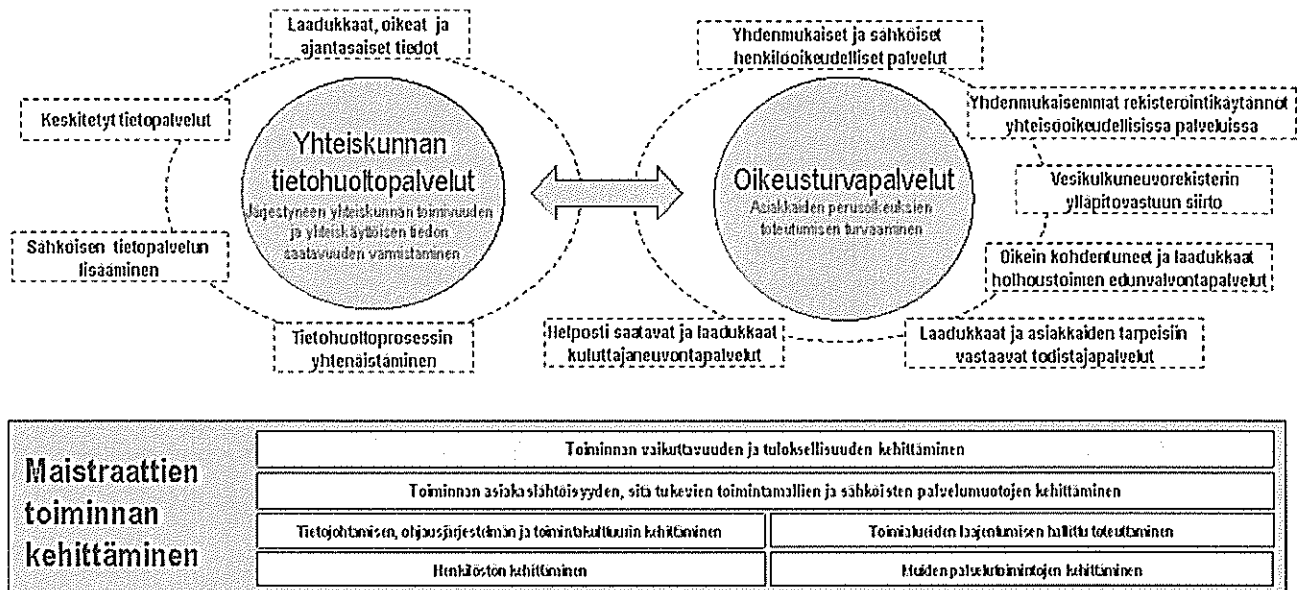 Laadukkaat, oikeat ja
ajantasaiset tiedot
Keskitetyt tietopalvelut
Yhteiskunnan
tietohuoltopalvelut
Järjestyneen yhteiskunnan toimivuuden
ja yhteiskäyttöisen tiedon
saatavuuden varmistaminen
Sähköisen tietopalvelun
lisääminen
Tietohuoltoprosessin
yhtenäistäminen
Yhdenmukaiset ja sähköiset
henkilöoikeudelliset palvelut
Yhdenmukaisemmat rekisteröintikäytännöt
yhteisöoikeudellisissa palveluissa
Oikeusturvapalvelut
Asiakkaiden perusoikeuksien
toteutumisen turvaaminen
Vesikulkuneuvorekisterin
ylläpitovastuun siirto
Oikein kohdentuneet ja laadukkaat
holhoustoimen edunvalvontapalvelut
Helposti saatavat ja laadukkaat
kuluttajaneuvontapalvelut
Laadukkaat ja asiakkaiden tarpeisiin
vastaavat todistajapalvelut
Maistraattien
toiminnan
kehittäminen
Toiminnan vaikuttavuuden ja tuloksellisuuden kehittäminen
Toiminnan asiakaslähtöisyyden, sitä tukevien toimintamallien ja sähköisten palvelumuotojen kehittäminen
Tietojohtamisen, ohjausjärjestelmän ja toimintakulttuurin kehittäminen
Toimialueiden laajentumisen hallittu toteuttaminen
Henkilöstön kehittäminen
Muiden palvelutoimintojen kehittäminen